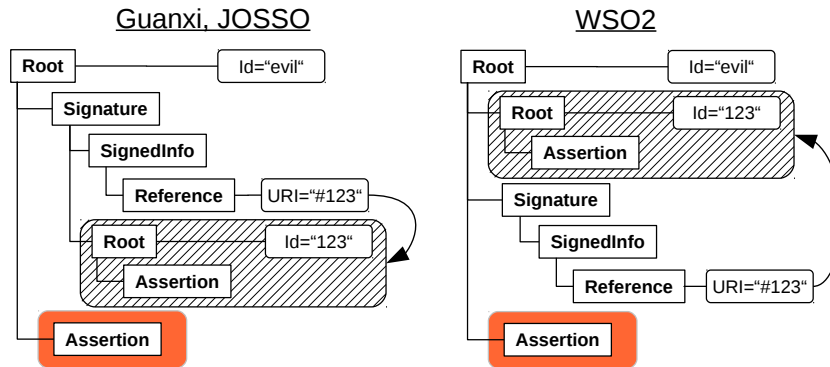 Guanxi, JOSSO
Root
Id=“evil“
Signature
SignedInfo
Reference
URI=“#123“
Root
Id=“123“
Assertion
Assertion
WSO2
Root
Id=“evil“
Root
Id=“123“
Assertion
Signature
SignedInfo
Reference
URI=“#123“
Assertion